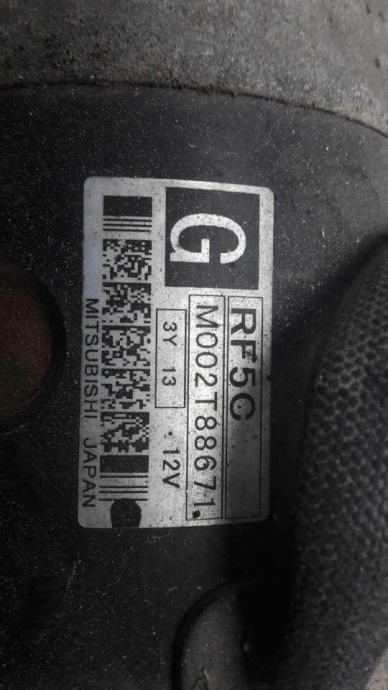 G
RF5C
M002T88671.
3Y 13 . 12V
MITSUBISHI JAPAN